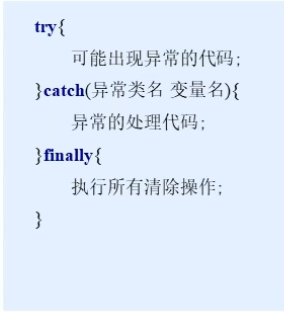 try{
可能出现异常的代码;
}catch(异常类名 变量名){
异常的处理代码;
}finally{
执行所有清除操作;
}